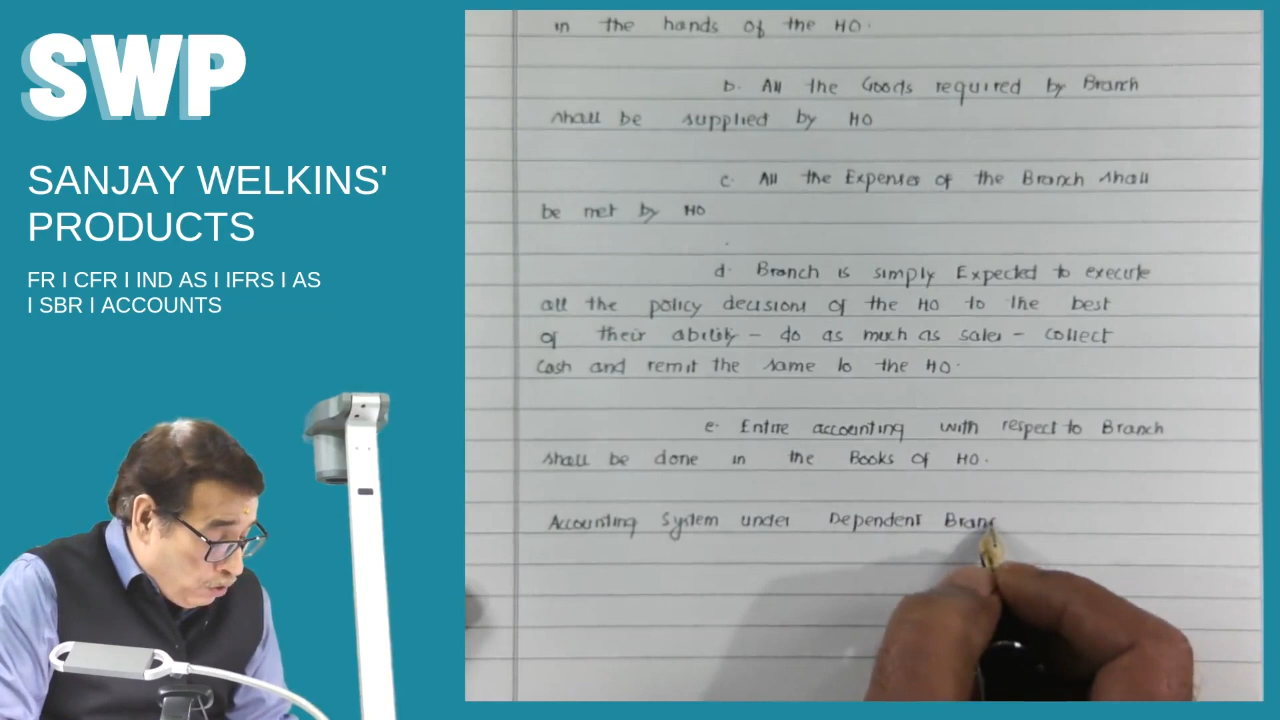 SWP
SANJAY WELKINS'
PRODUCTS
FR I CFR I IND AS I IFRS I AS
I SBR I ACCOUNTS
in the hands of the HO.
b. All the Goods required by Branch
shall be supplied by HO
c. All the Expenses of the Branch shall
be met by HO
d. Branch is simply Expected to execute
all the policy decisions of the HO to the best
of their ability - do as much as sales - collect
Cash and remit the same to the HO.
e. Entire accounting with respect to Branch
shall be done in the Books of HO.
Accounting System under Dependent Branc